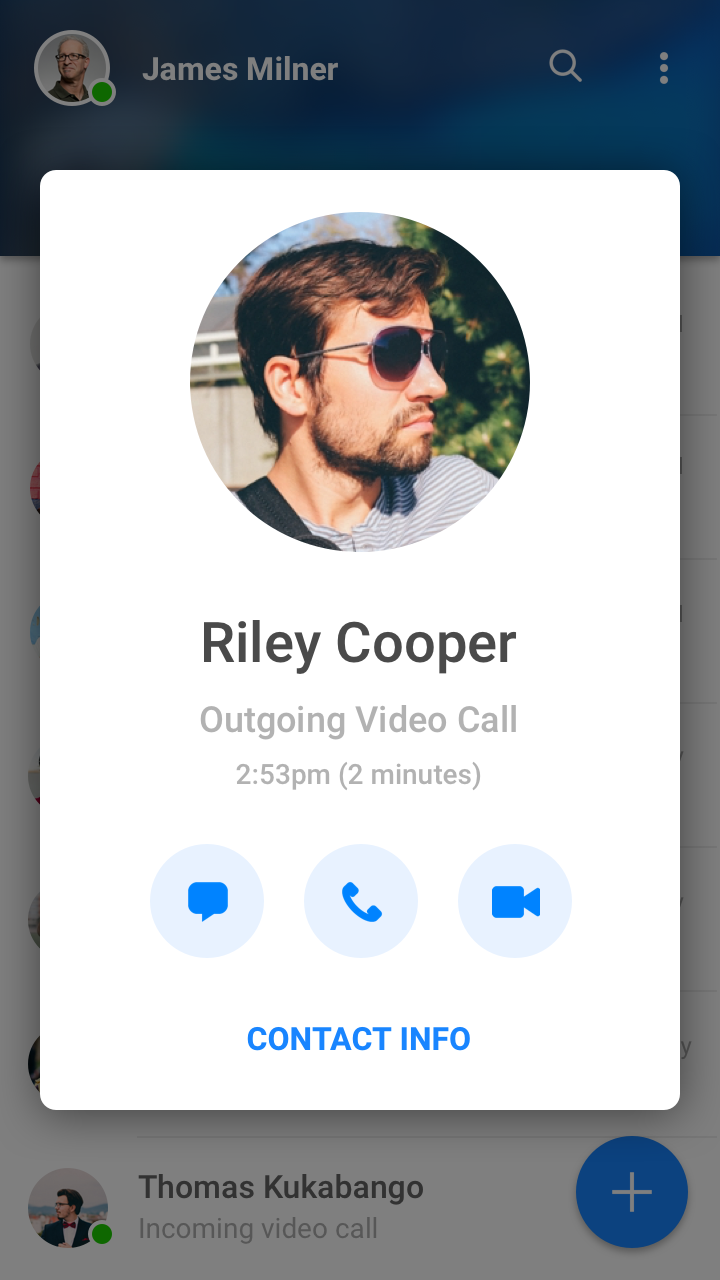 James Milner
Riley Cooper
Outgoing Video Call
2:53pm (2 minutes)
CONTACT INFO
Thomas Kukabango
Incoming video call